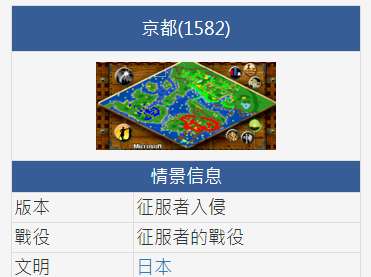 京都(1582)
Microsoft
情景信息
版本 征服者入侵
戰役 征服者的戰役
文明 日本